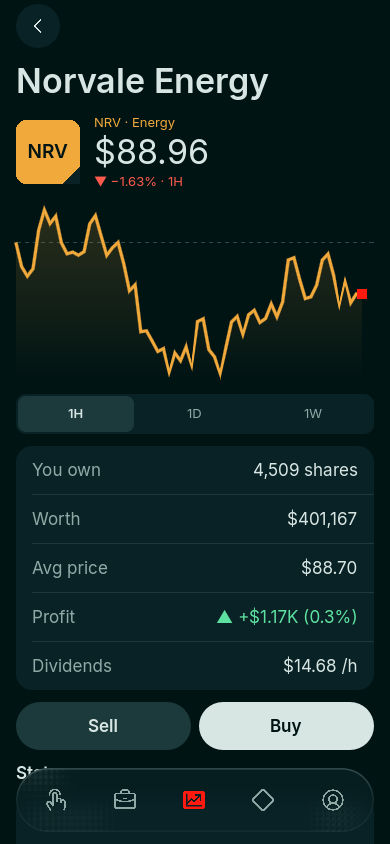 Norvale Energy
NRV
NRV · Energy
$88.96
▼ −1.63% · 1H
1H 1D 1W
You own 4,509 shares
Worth $401,167
Avg price $88.70
Profit ▲ +$1.17K (0.3%)
Dividends $14.68 /h
Sell Buy